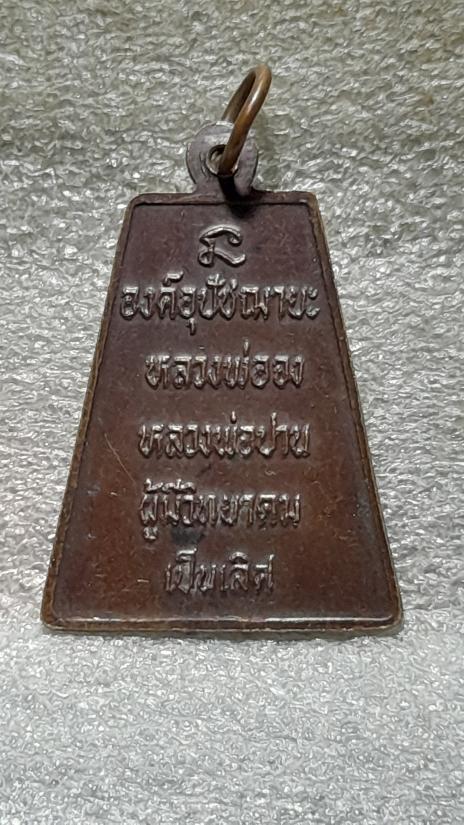 องค์อุปัชฌายะ
หลวงพ่ออง
หลวงพ่อปาน
ผู้มีวิทยาคม
เป็นเลิศ